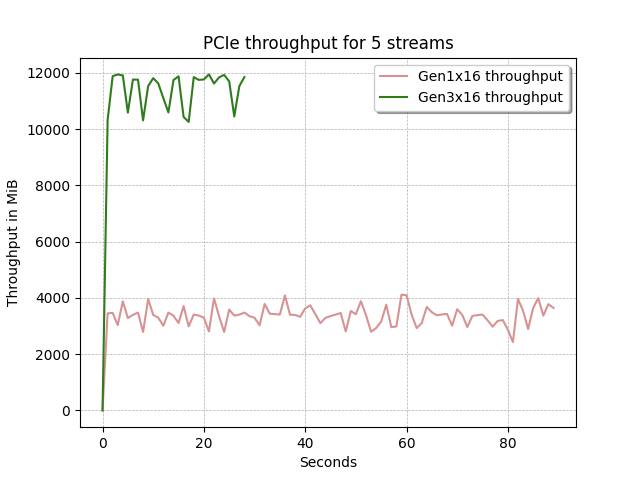 PCIe throughput for 5 streams
Gen1x16 throughput
Gen3x16 throughput
Throughput in MiB
12000
10000
8000
6000
4000
2000
0
0 20 40 60 80
Seconds